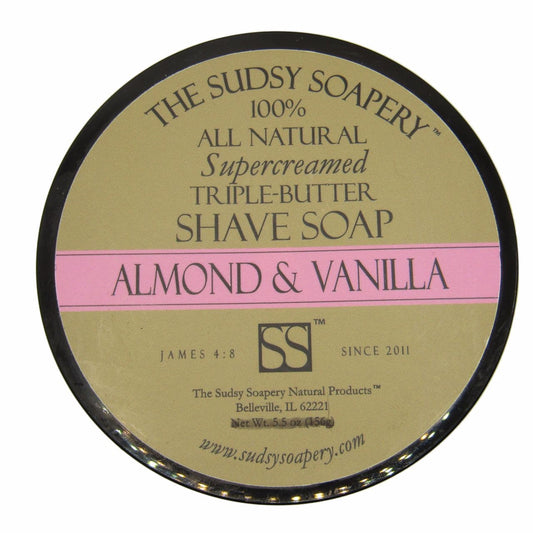 THE SUDSY SOAPERY™
100%
ALL NATURAL
Supercreamed
TRIPLE-BUTTER
SHAVE SOAP
ALMOND & VANILLA
JAMES 4:8 SS™ SINCE 2011
The Sudsy Soapery Natural Products™
Belleville, IL 62221
Net Wt. 5.5 oz (156g)
www.sudsysoapery.com